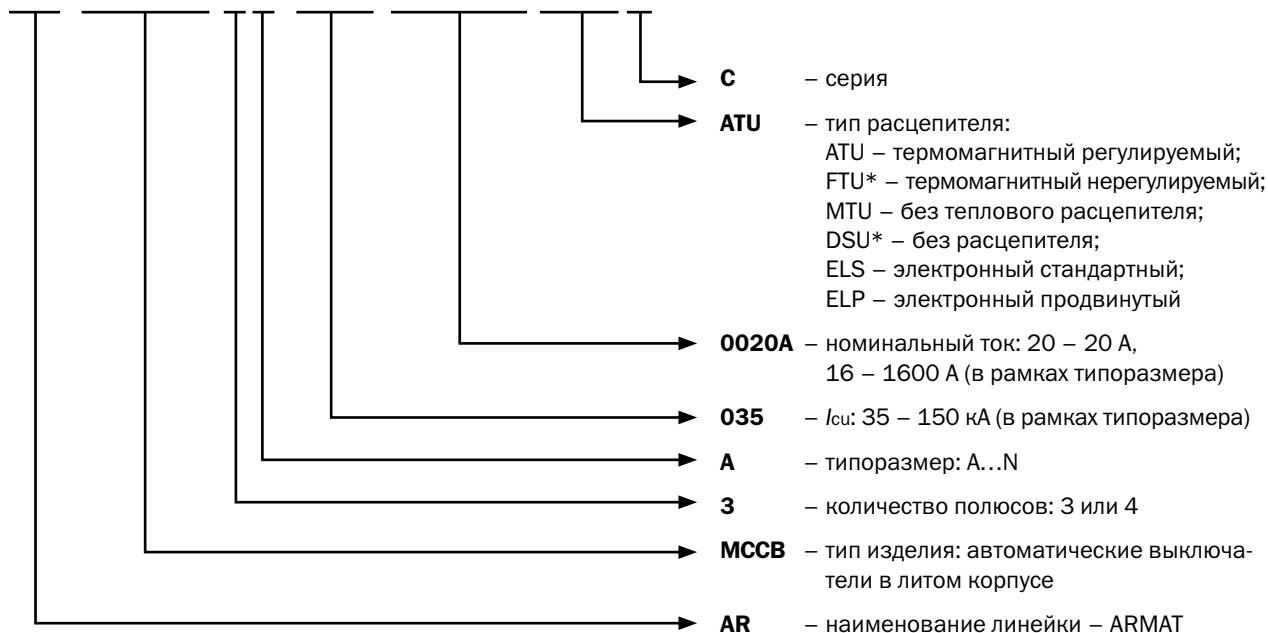 C – серия
ATU – тип расцепителя:
ATU – термомагнитный регулируемый;
FTU* – термомагнитный нерегулируемый;
MTU – без теплового расцепителя;
DSU* – без расцепителя;
ELS – электронный стандартный;
ELP – электронный продвинутый
0020A – номинальный ток: 20 – 20 А,
16 – 1600 А (в рамках типоразмера)
035 – Icu: 35 – 150 кА (в рамках типоразмера)
A – типоразмер: A...N
3 – количество полюсов: 3 или 4
MCCB – тип изделия: автоматические выключа-
тели в литом корпусе
AR – наименование линейки – ARMAT